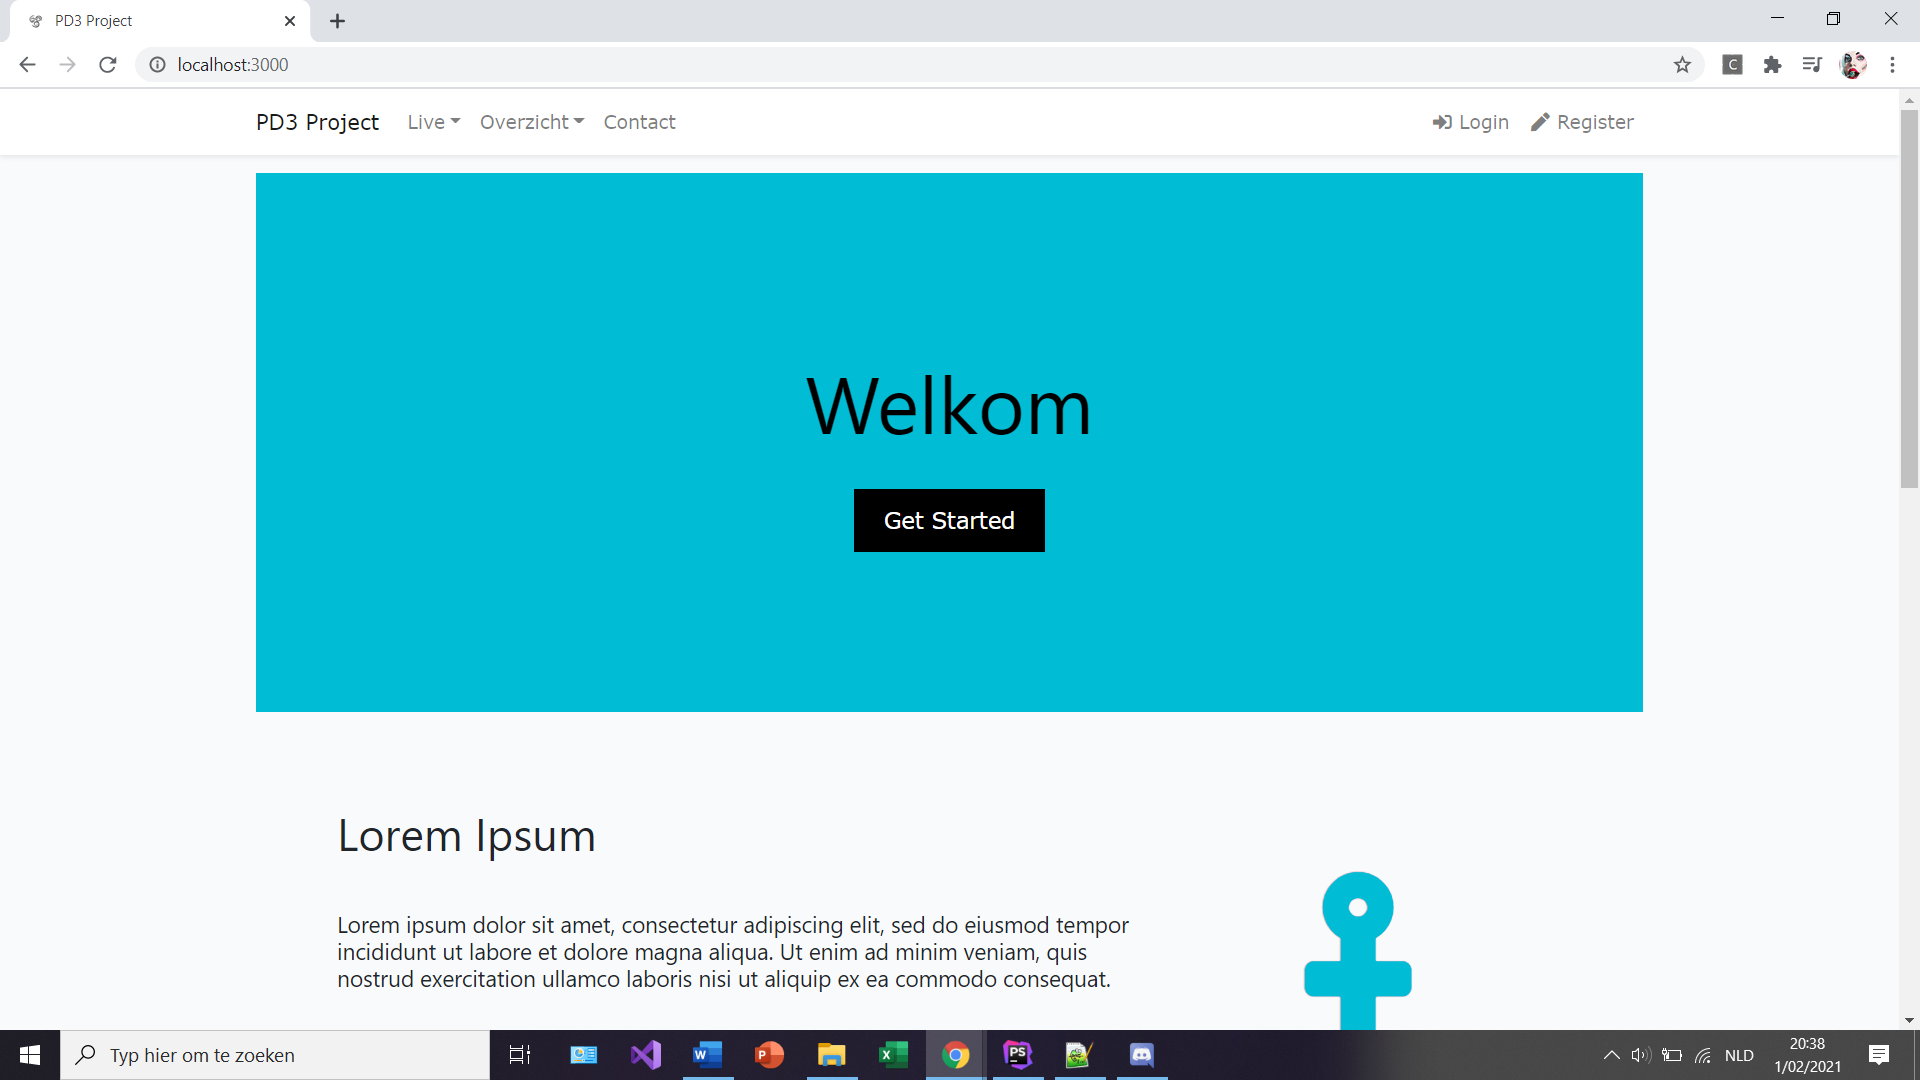 PD3 Project
localhost:3000
C
PD3 Project Live Overzicht Contact Login Register
Welkom
Get Started
Lorem Ipsum
Lorem ipsum dolor sit amet, consectetur adipiscing elit, sed do eiusmod tempor
incididunt ut labore et dolore magna aliqua. Ut enim ad minim veniam, quis
nostrud exercitation ullamco laboris nisi ut aliquip ex ea commodo consequat.
Typ hier om te zoeken
W
P
X
PS
NLD
20:38
1/02/2021